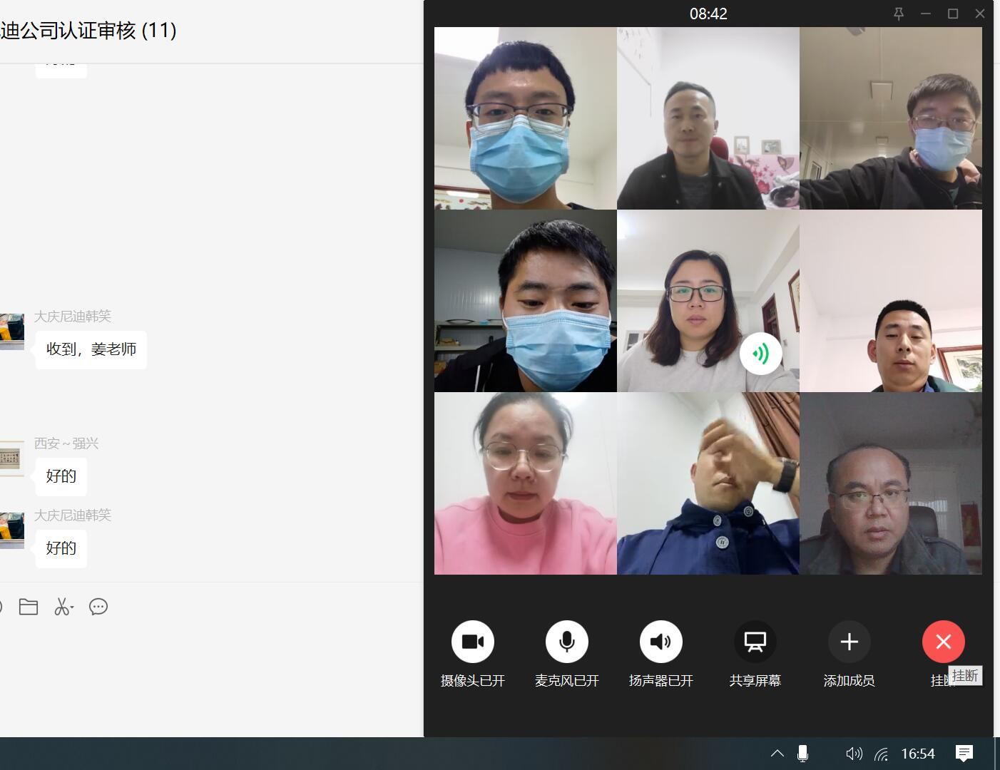 迪公司认证审核 (11)
大庆尼迪韩笑
收到，姜老师
西安～强兴
好的
大庆尼迪韩笑
好的
08:42
摄像头已开
麦克风已开
扬声器已开
共享屏幕
添加成员
挂断
挂断
16:54